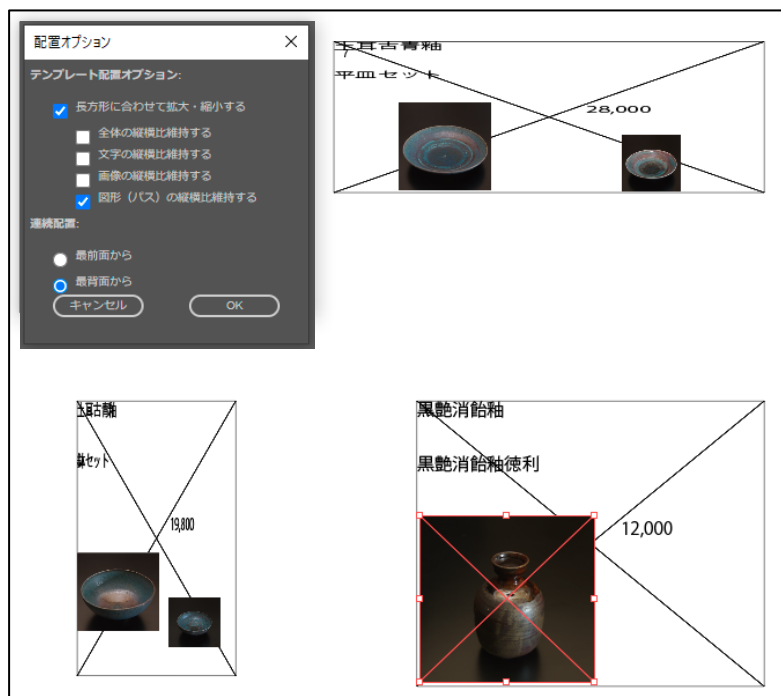 配置オプション
テンプレート配置オプション:
長方形に合わせて拡大・縮小する
全体の縦横比維持する
文字の縦横比維持する
画像の縦横比維持する
図形（パス）の縦横比維持する
連続配置:
最前面から
最背面から
キャンセル
OK
平皿セット
28,000
セット
19,800
黒艶消飴釉
黒艶消飴釉徳利
12,000